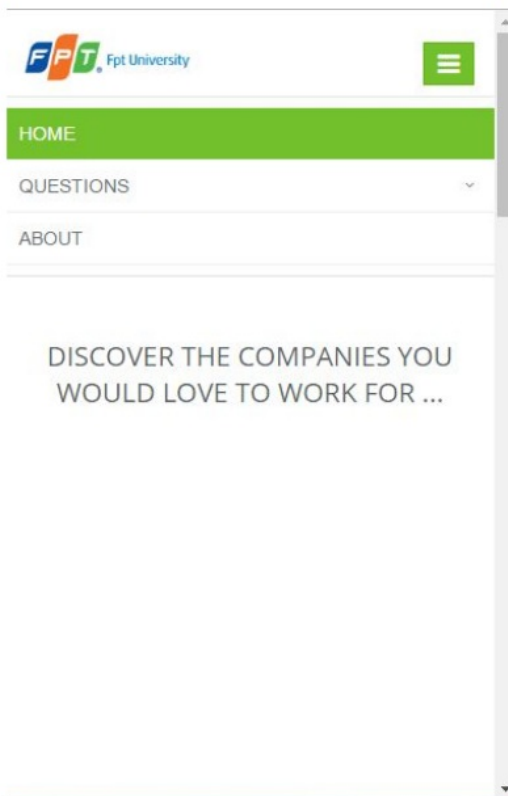 FPT Fpt University
HOME
QUESTIONS
ABOUT
DISCOVER THE COMPANIES YOU
WOULD LOVE TO WORK FOR ...